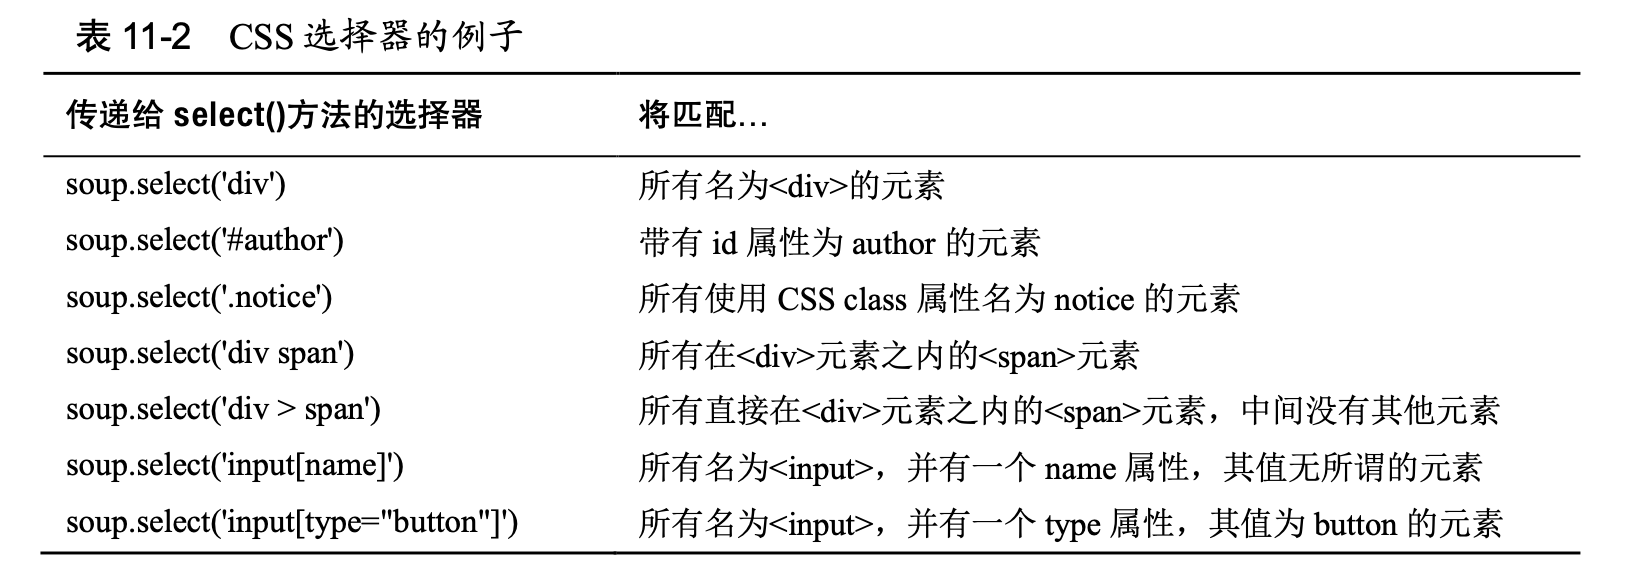 表 11-2 CSS 选择器的例子
传递给 select()方法的选择器 将匹配…
soup.select('div') 所有名为<div>的元素
soup.select('#author') 带有 id 属性为 author 的元素
soup.select('.notice') 所有使用 CSS class 属性名为 notice 的元素
soup.select('div span') 所有在<div>元素之内的<span>元素
soup.select('div > span') 所有直接在<div>元素之内的<span>元素，中间没有其他元素
soup.select('input[name]') 所有名为<input>，并有一个 name 属性，其值无所谓的元素
soup.select('input[type="button"]') 所有名为<input>，并有一个 type 属性，其值为 button 的元素